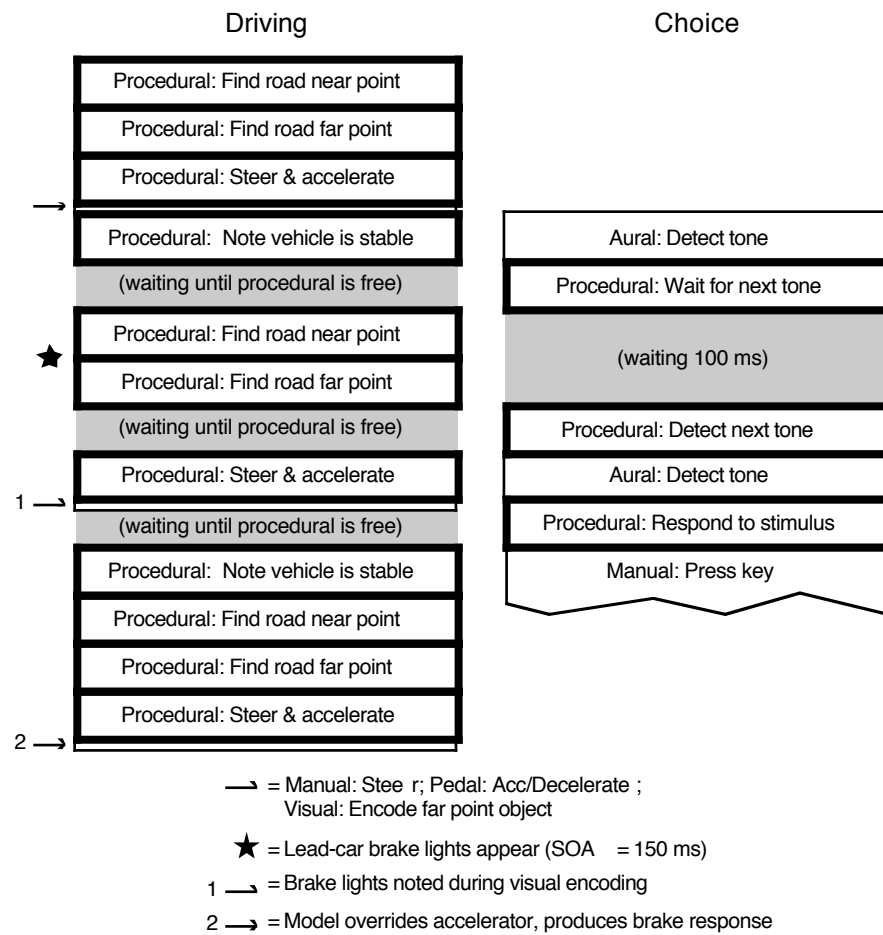 Driving
Choice
Procedural: Find road near point
Procedural: Find road far point
Procedural: Steer & accelerate
Procedural: Note vehicle is stable
Aural: Detect tone
(waiting until procedural is free)
Procedural: Wait for next tone
Procedural: Find road near point
(waiting 100 ms)
Procedural: Find road far point
(waiting until procedural is free)
Procedural: Detect next tone
Procedural: Steer & accelerate
Aural: Detect tone
1
(waiting until procedural is free)
Procedural: Respond to stimulus
Procedural: Note vehicle is stable
Manual: Press key
Procedural: Find road near point
Procedural: Find road far point
Procedural: Steer & accelerate
2
= Manual: Stee r; Pedal: Acc/Decelerate ;
Visual: Encode far point object
= Lead-car brake lights appear (SOA = 150 ms)
1 = Brake lights noted during visual encoding
2 = Model overrides accelerator, produces brake response